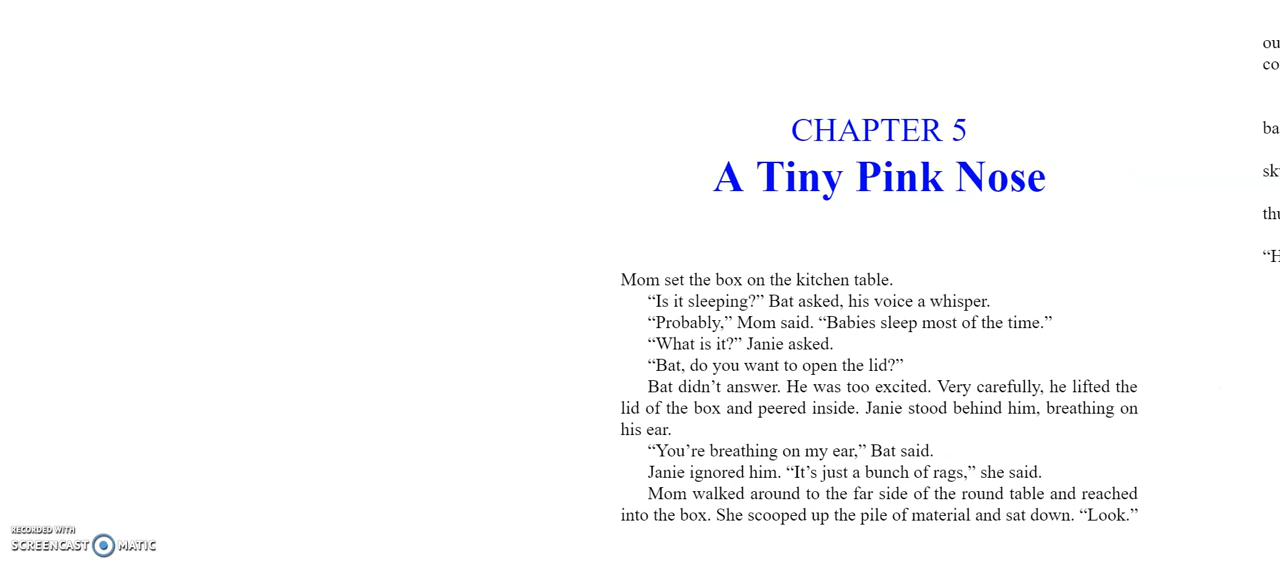 CHAPTER 5
A Tiny Pink Nose
Mom set the box on the kitchen table.
“Is it sleeping?” Bat asked, his voice a whisper.
“Probably,” Mom said. “Babies sleep most of the time.”
“What is it?” Janie asked.
“Bat, do you want to open the lid?”
Bat didn’t answer. He was too excited. Very carefully, he lifted the
lid of the box and peered inside. Janie stood behind him, breathing on
his ear.
“You’re breathing on my ear,” Bat said.
Janie ignored him. “It’s just a bunch of rags,” she said.
Mom walked around to the far side of the round table and reached
into the box. She scooped up the pile of material and sat down. “Look.”
RECORDED WITH
SCREENCAST MATIC